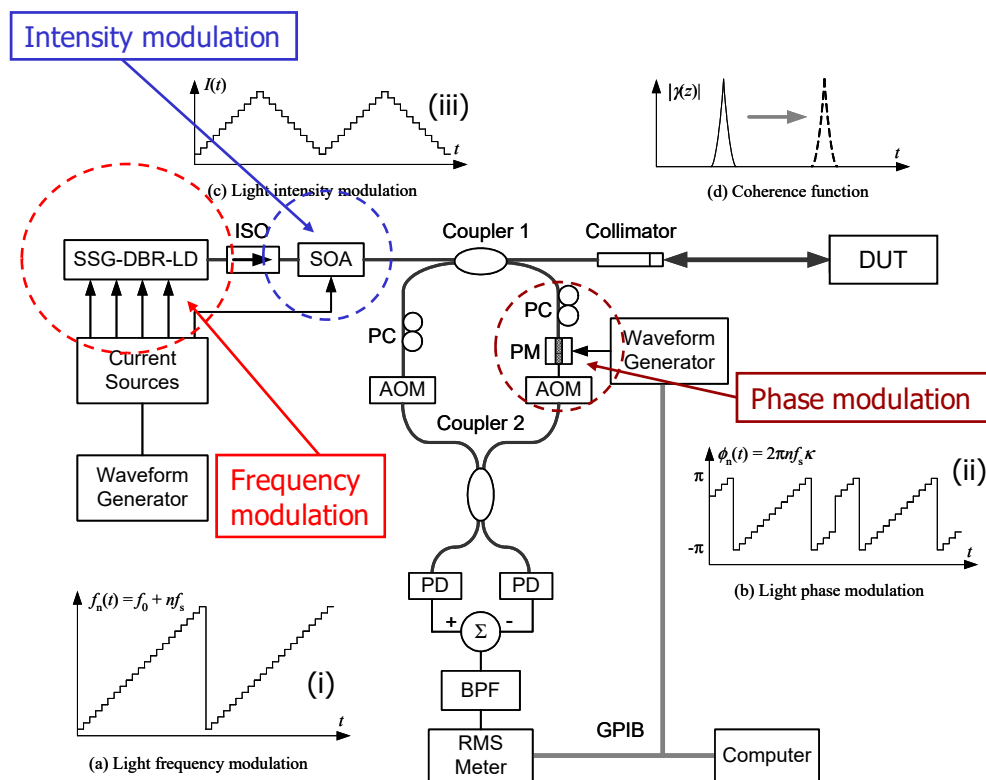 Intensity modulation
I(t)
(iii)
t
(c) Light intensity modulation
|γ(z)|
t
(d) Coherence function
SSG-DBR-LD
ISO
SOA
Coupler 1
Collimator
DUT
PC
PC
PM
Waveform
Generator
Current
Sources
AOM
AOM
Phase modulation
Coupler 2
Waveform
Generator
Frequency
modulation
ϕn(t) = 2πnfsκ
(ii)
π
-π
t
(b) Light phase modulation
PD
PD
fn(t) = f0 + nfs
+
Σ
-
(i)
t
(a) Light frequency modulation
BPF
GPIB
RMS
Meter
Computer